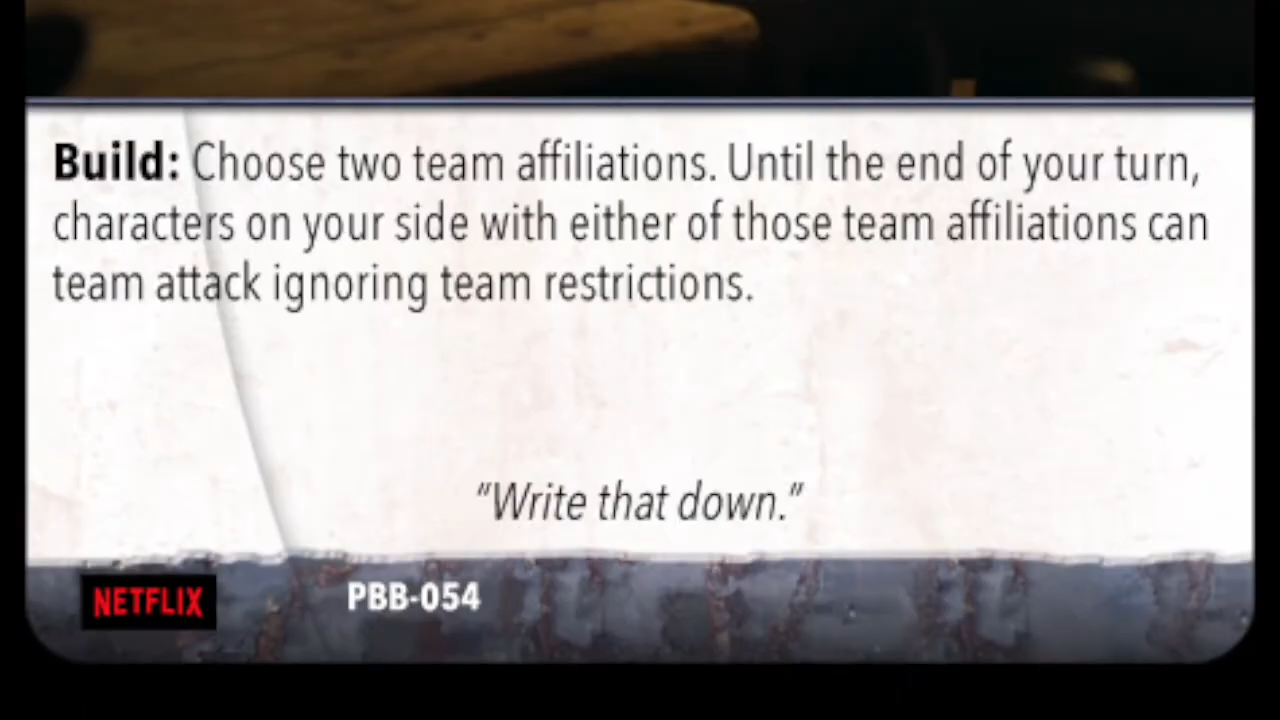 Build: Choose two team affiliations. Until the end of your turn,
characters on your side with either of those team affiliations can
team attack ignoring team restrictions.
“Write that down.”
NETFLIX
PBB-054